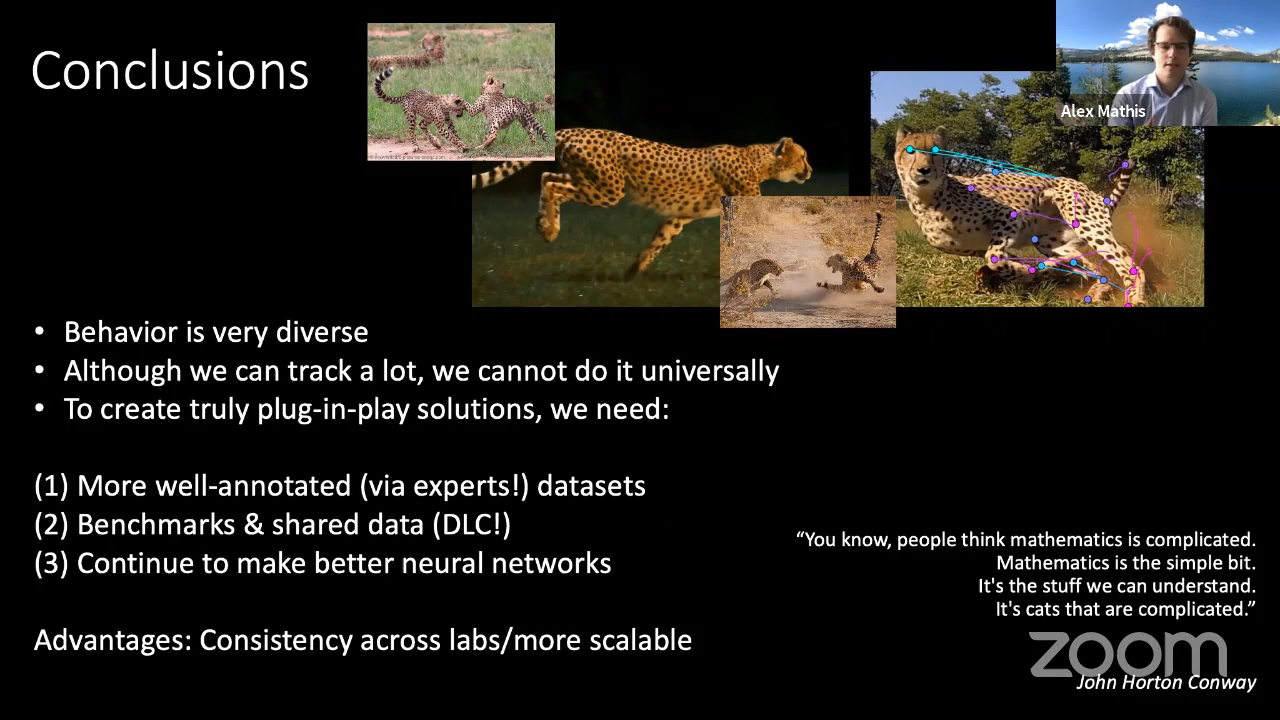 Conclusions
Alex Mathis
• Behavior is very diverse
• Although we can track a lot, we cannot do it universally
• To create truly plug-in-play solutions, we need:
(1) More well-annotated (via experts!) datasets
(2) Benchmarks & shared data (DLC!)
(3) Continue to make better neural networks
Advantages: Consistency across labs/more scalable
“You know, people think mathematics is complicated.
Mathematics is the simple bit.
It's the stuff we can understand.
It's cats that are complicated.”
zoom
John Horton Conway